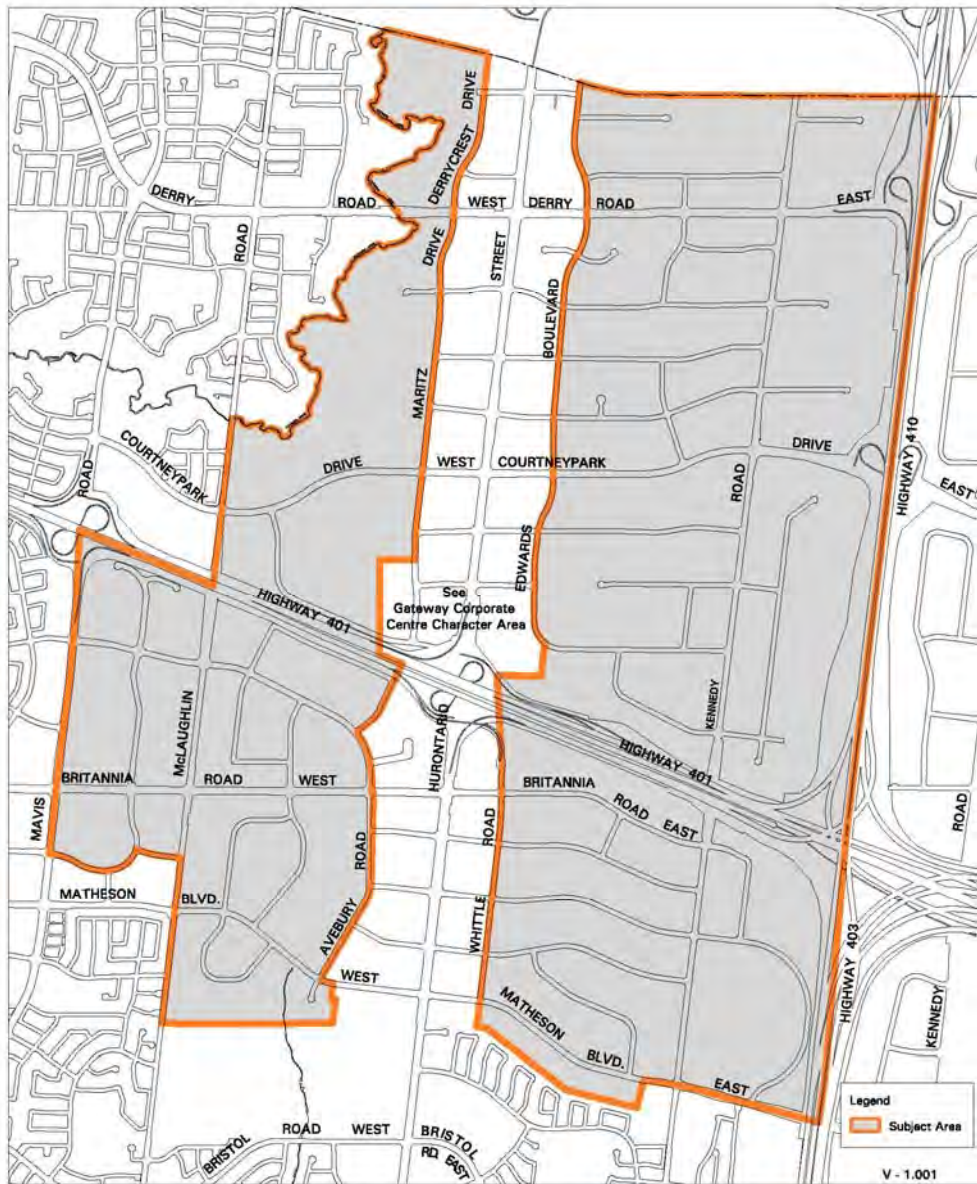 DRIVE
DERRYCREST
DERRY
ROAD
WEST
DERRY
ROAD
EAST
ROAD
DRIVE
STREET
BOULEVARD
MARITZ
COURTNEYPARK
DRIVE
WEST
COURTNEYPARK
DRIVE
ROAD
ROAD
HIGHWAY 410
EAST
EDWARDS
See
Gateway Corporate
Centre Character Area
HIGHWAY 401
McLAUGHLIN
HURONTARIO
KENNEDY
HIGHWAY 401
BRITANNIA
ROAD
WEST
BRITANNIA
ROAD
EAST
MAVIS
ROAD
ROAD
ROAD
MATHESON
BLVD.
AVEBURY
WHITTLE
WEST
HIGHWAY 403
MATHESON
BLVD.
EAST
KENNEDY
BRISTOL
ROAD
WEST
BRISTOL
RD. EAST
Legend
Subject Area
V - 1.001